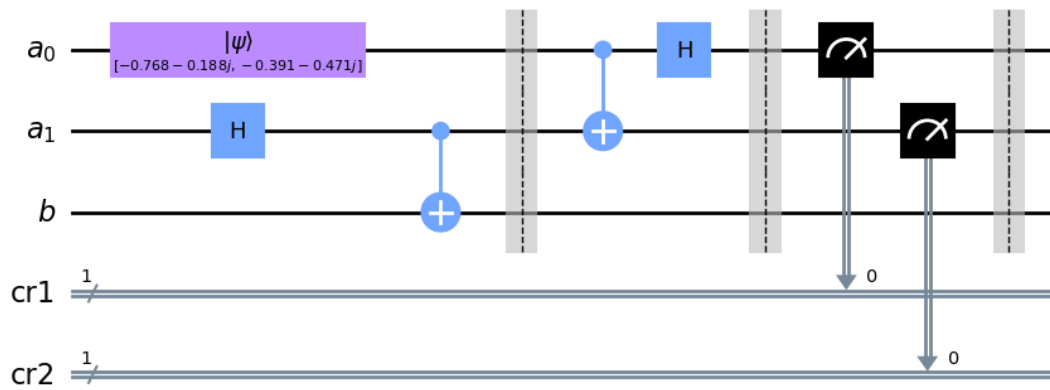 a₀
|ψ⟩
[−0.768 − 0.188j, −0.391 − 0.471j]
H
a₁
H
b
cr1
1
0
cr2
1
0